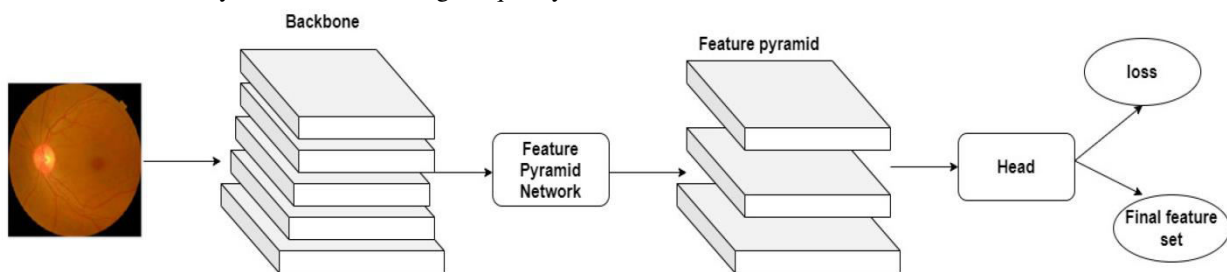 Backbone
Feature pyramid
loss
Feature
Pyramid
Network
Head
Final feature
set